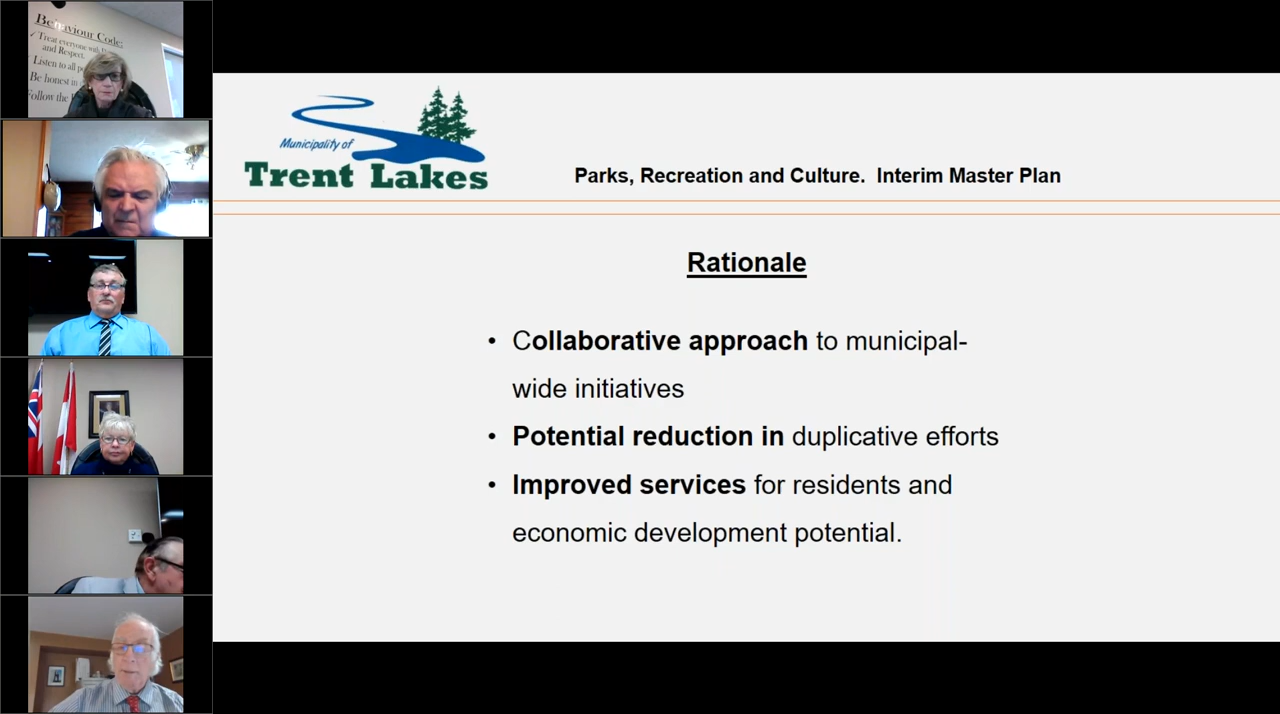 Behaviour Code:
✓ Treat everyone with
and Respect.
Listen to all
Be honest in
Follow the
Municipality of
Trent Lakes
Parks, Recreation and Culture. Interim Master Plan
Rationale
• Collaborative approach to municipal-
wide initiatives
• Potential reduction in duplicative efforts
• Improved services for residents and
economic development potential.